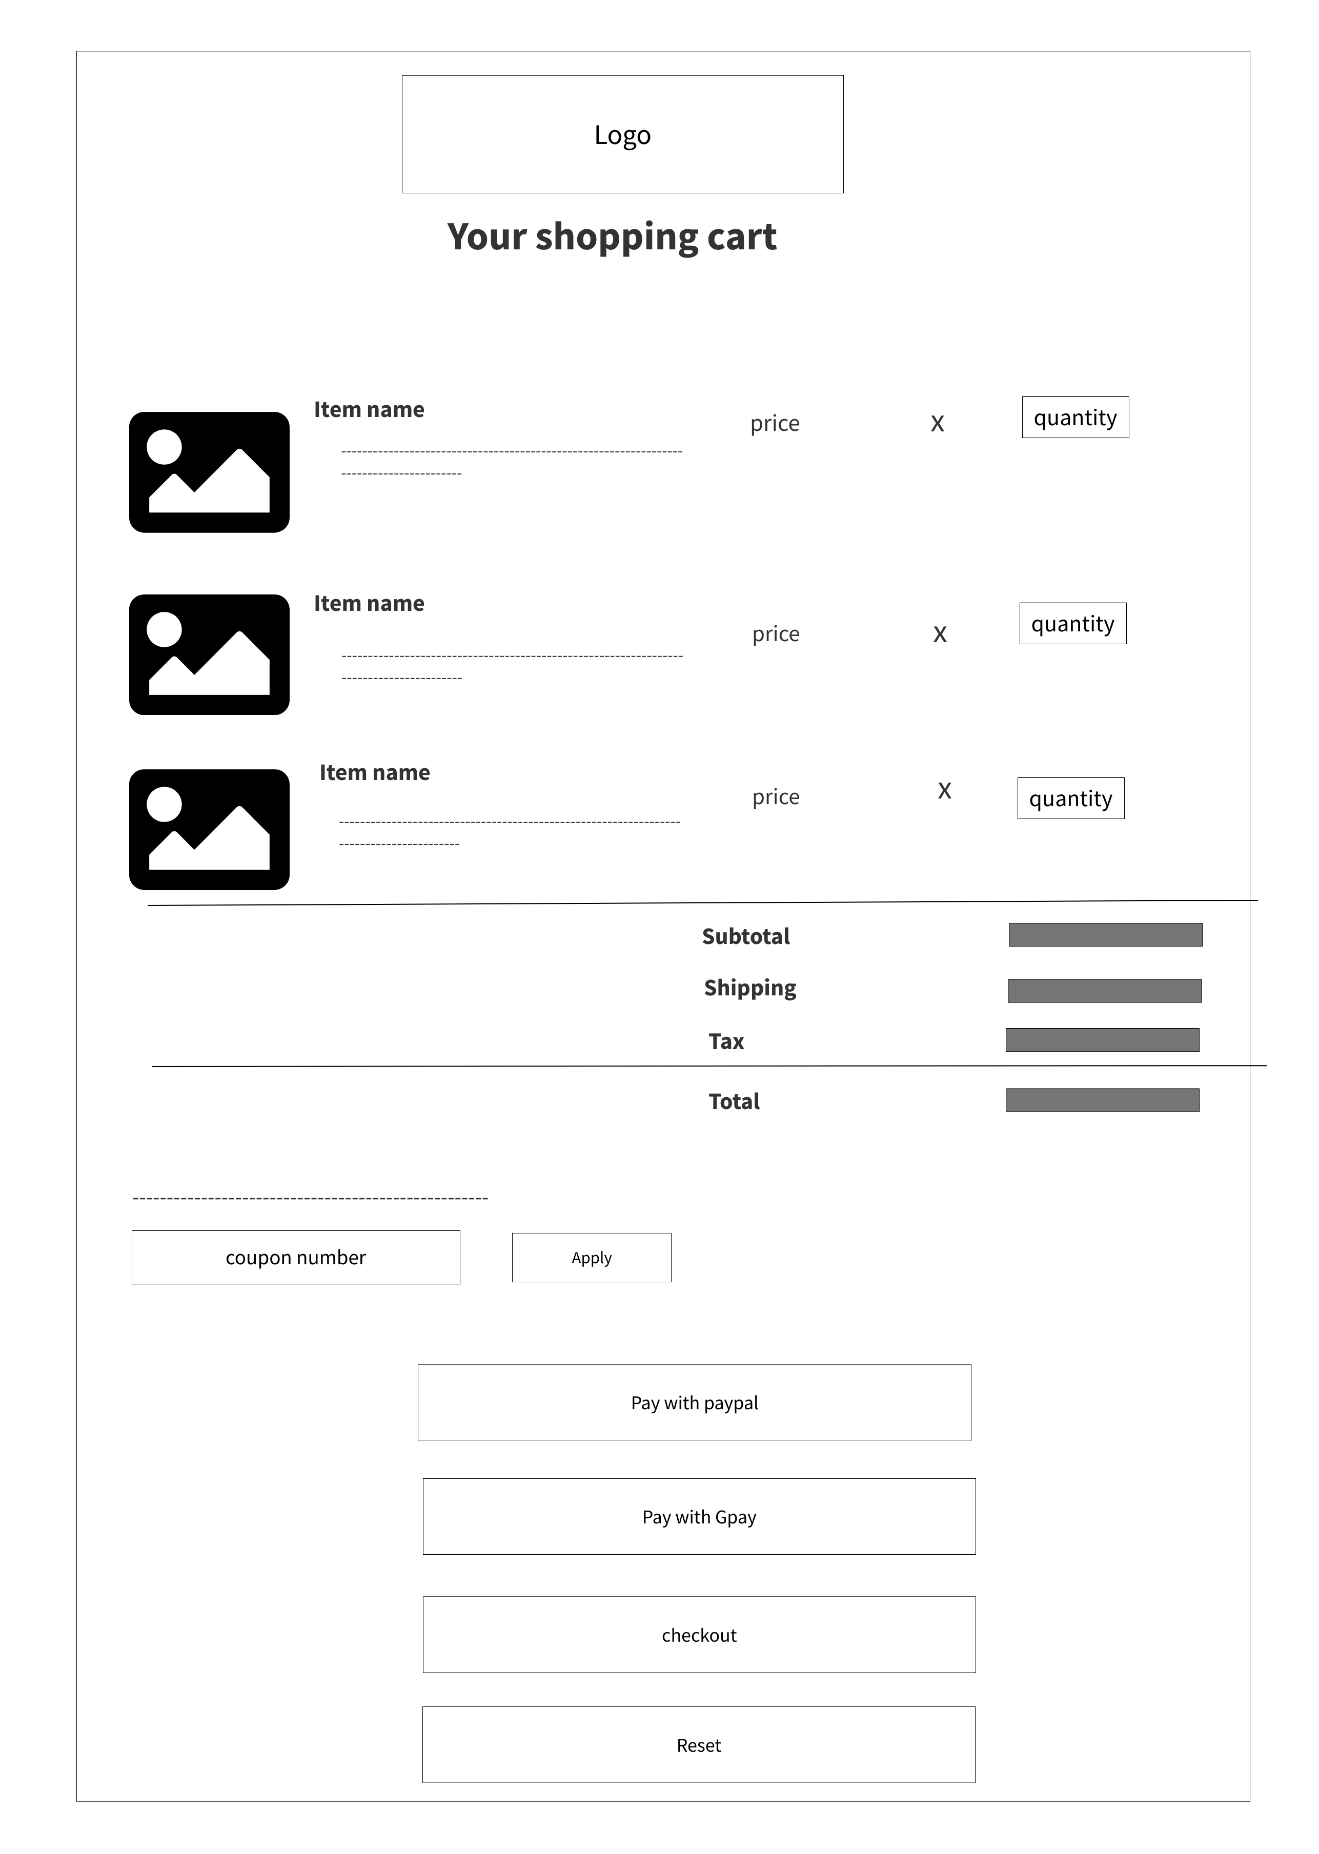 Logo
Your shopping cart
Item name
price X quantity
-----------------------------------------------------------------
-----------------------
Item name
price X quantity
-----------------------------------------------------------------
-----------------------
Item name
price X quantity
-----------------------------------------------------------------
-----------------------
Subtotal
Shipping
Tax
Total
----------------------------------------------------
coupon number Apply
Pay with paypal
Pay with Gpay
checkout
Reset